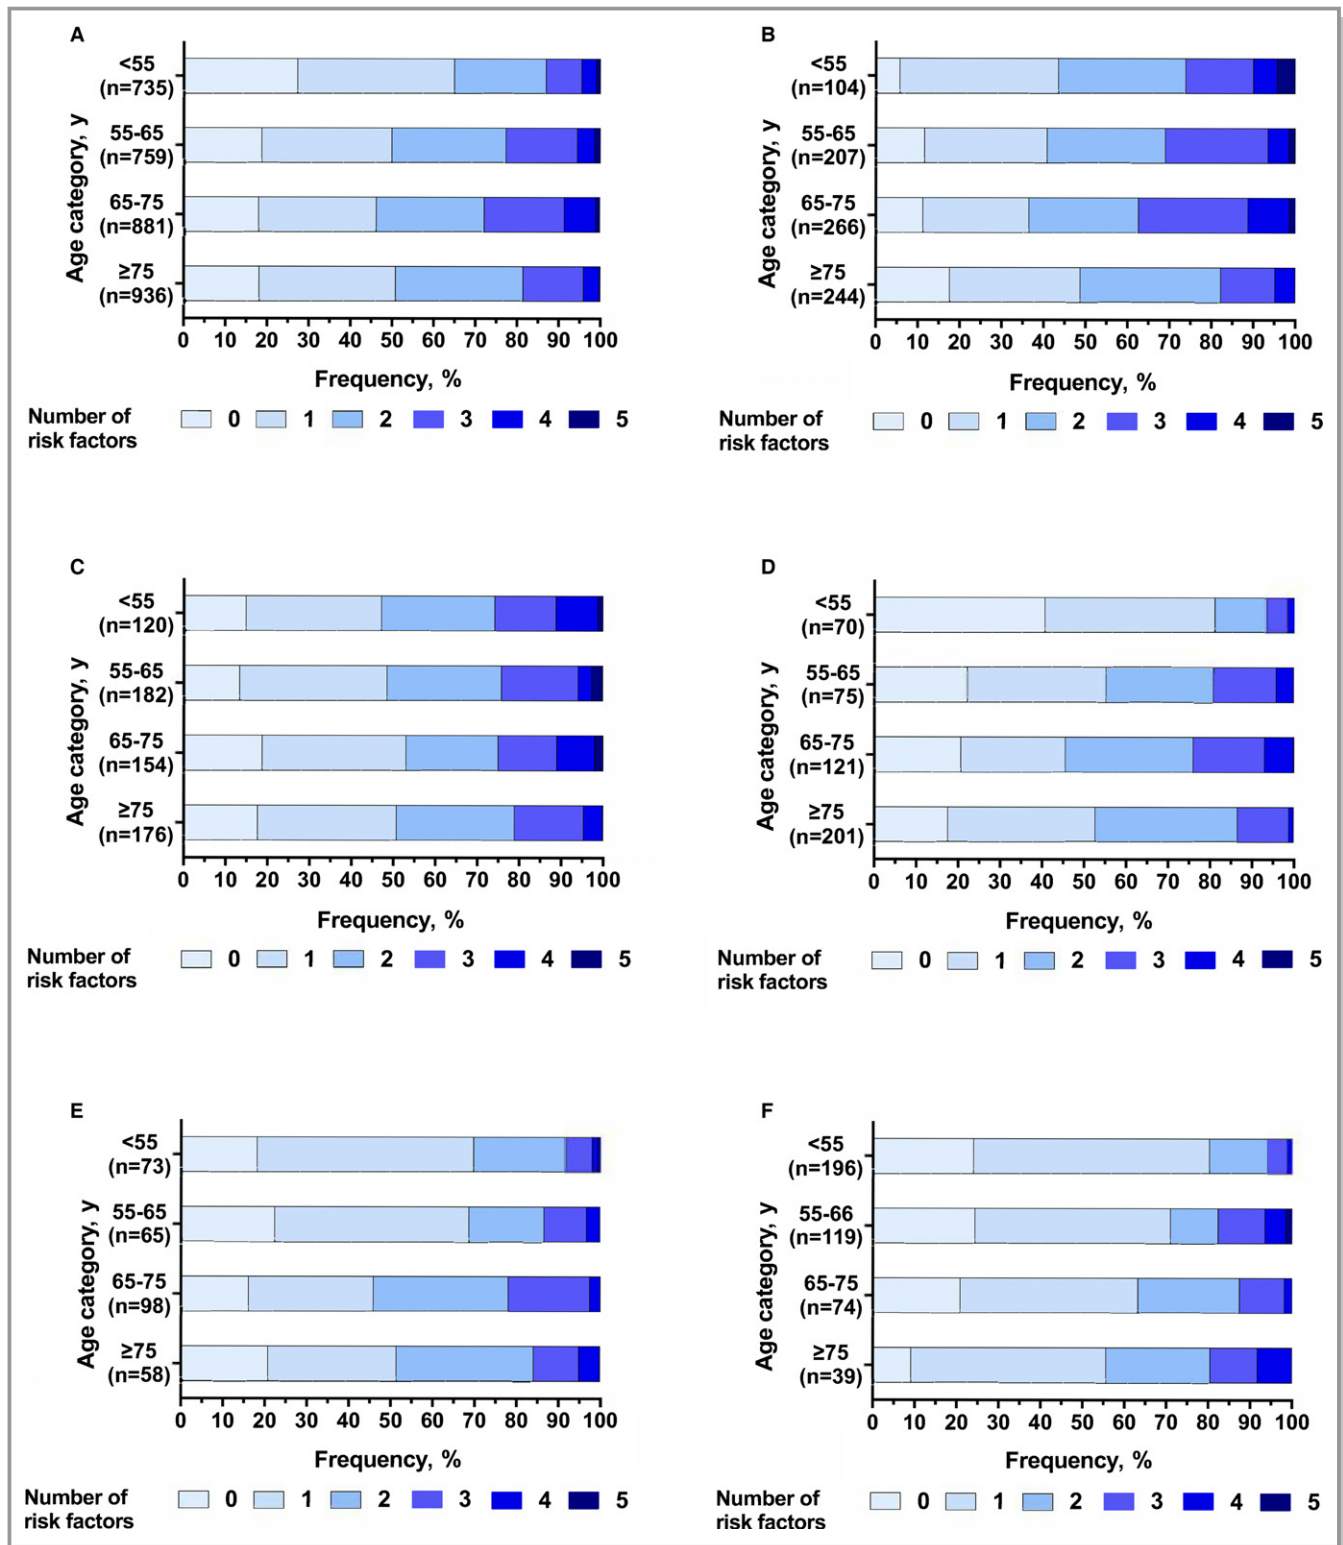 A
Age category, y
<55
(n=735)
55-65
(n=759)
65-75
(n=881)
≥75
(n=936)
0 10 20 30 40 50 60 70 80 90 100
Frequency, %
Number of
risk factors
0 1 2 3 4 5
B
Age category, y
<55
(n=104)
55-65
(n=207)
65-75
(n=266)
≥75
(n=244)
0 10 20 30 40 50 60 70 80 90 100
Frequency, %
Number of
risk factors
0 1 2 3 4 5
C
Age category, y
<55
(n=120)
55-65
(n=182)
65-75
(n=154)
≥75
(n=176)
0 10 20 30 40 50 60 70 80 90 100
Frequency, %
Number of
risk factors
0 1 2 3 4 5
D
Age category, y
<55
(n=70)
55-65
(n=75)
65-75
(n=121)
≥75
(n=201)
0 10 20 30 40 50 60 70 80 90 100
Frequency, %
Number of
risk factors
0 1 2 3 4 5
E
Age category, y
<55
(n=73)
55-65
(n=65)
65-75
(n=98)
≥75
(n=58)
0 10 20 30 40 50 60 70 80 90 100
Frequency, %
Number of
risk factors
0 1 2 3 4 5
F
Age category, y
<55
(n=196)
55-66
(n=119)
65-75
(n=74)
≥75
(n=39)
0 10 20 30 40 50 60 70 80 90 100
Frequency, %
Number of
risk factors
0 1 2 3 4 5